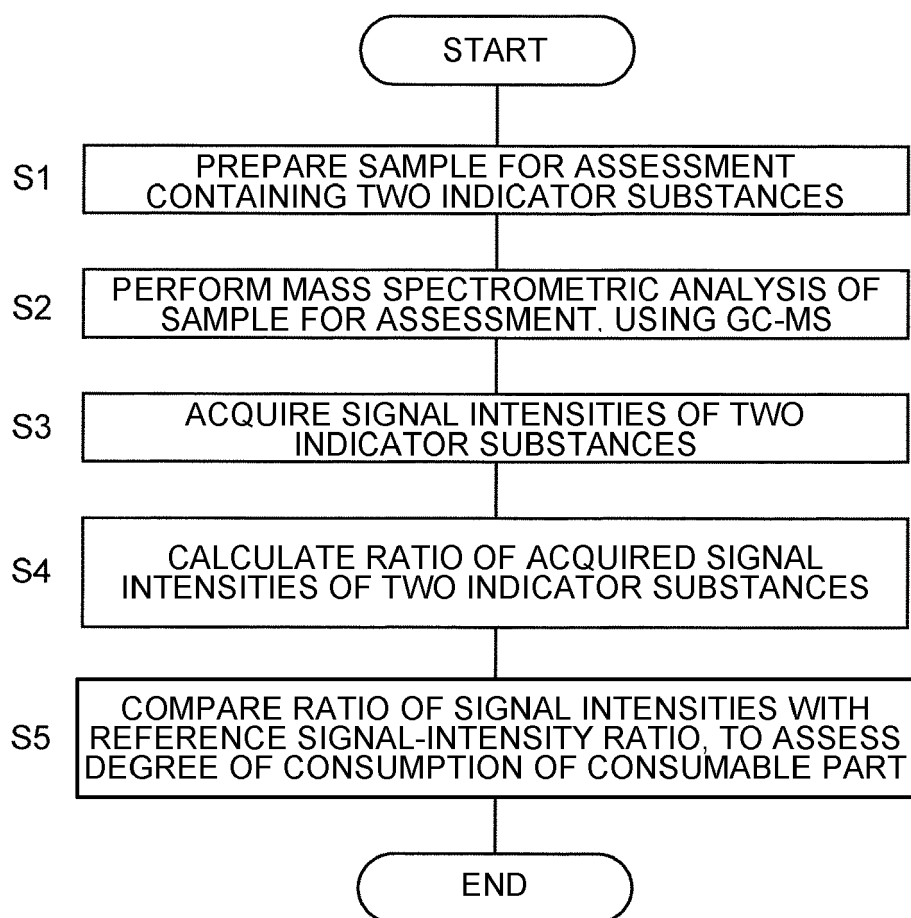 START
S1
PREPARE SAMPLE FOR ASSESSMENT
CONTAINING TWO INDICATOR SUBSTANCES
S2
PERFORM MASS SPECTROMETRIC ANALYSIS OF
SAMPLE FOR ASSESSMENT, USING GC-MS
S3
ACQUIRE SIGNAL INTENSITIES OF TWO
INDICATOR SUBSTANCES
S4
CALCULATE RATIO OF ACQUIRED SIGNAL
INTENSITIES OF TWO INDICATOR SUBSTANCES
S5
COMPARE RATIO OF SIGNAL INTENSITIES WITH
REFERENCE SIGNAL-INTENSITY RATIO, TO ASSESS
DEGREE OF CONSUMPTION OF CONSUMABLE PART
END